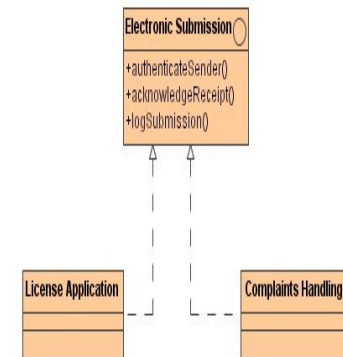 Electronic Submission
+authenticateSender()
+acknowledgeReceipt()
+logSubmission()
License Application
Complaints Handling